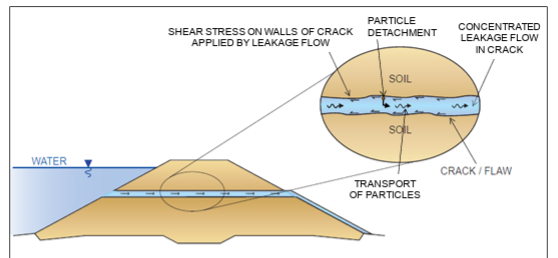 SHEAR STRESS ON WALLS OF CRACK
APPLIED BY LEAKAGE FLOW
PARTICLE
DETACHMENT
CONCENTRATED
LEAKAGE FLOW
IN CRACK
SOIL
SOIL
WATER
CRACK / FLAW
TRANSPORT
OF PARTICLES